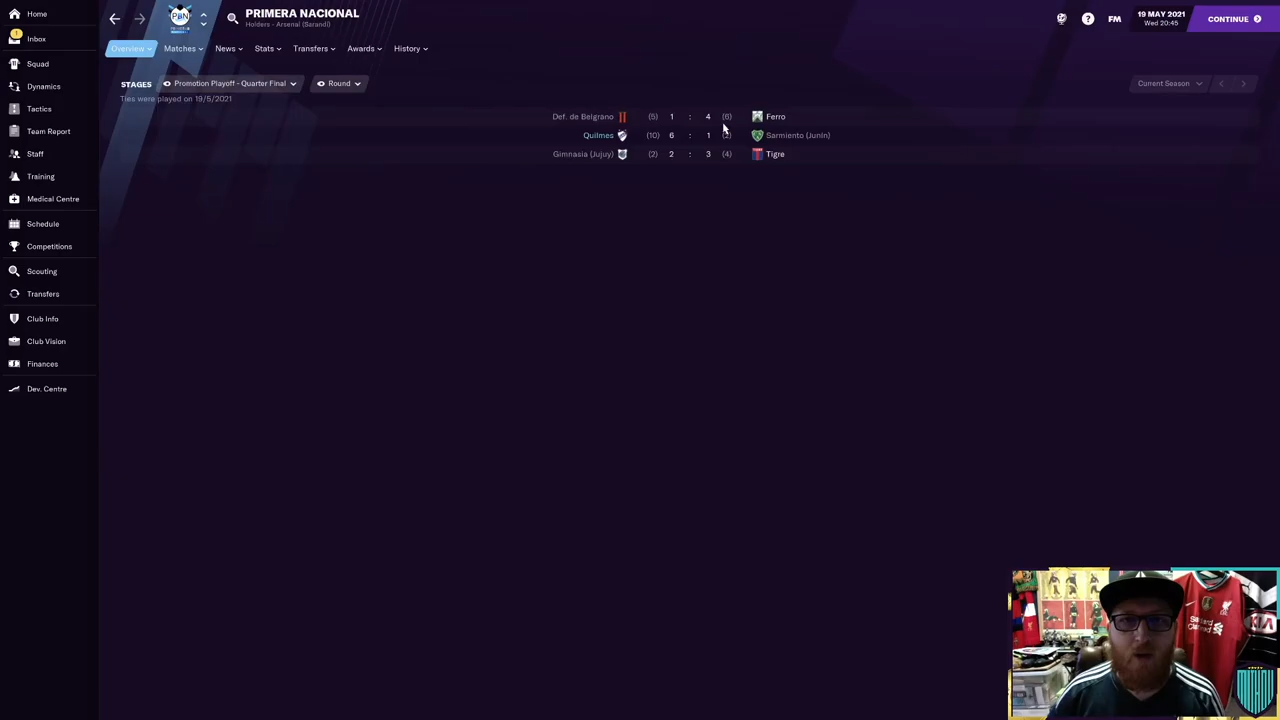 Home
Inbox
Squad
Dynamics
Tactics
Team Report
Staff
Training
Medical Centre
Schedule
Competitions
Scouting
Transfers
Club Info
Club Vision
Finances
Dev. Centre
PRIMERA NACIONAL
Holders - Arsenal (Sarandí)
FM
19 MAY 2021
Wed 20:45
CONTINUE
Overview Matches News Stats Transfers Awards History
STAGES Promotion Playoff - Quarter Final Round Current Season
Ties were played on 19/5/2021
Def. de Belgrano (5) 1 : 4 (6) Ferro
Quilmes (10) 6 : 1 (2) Sarmiento (Junín)
Gimnasia (Jujuy) (2) 2 : 3 (4) Tigre